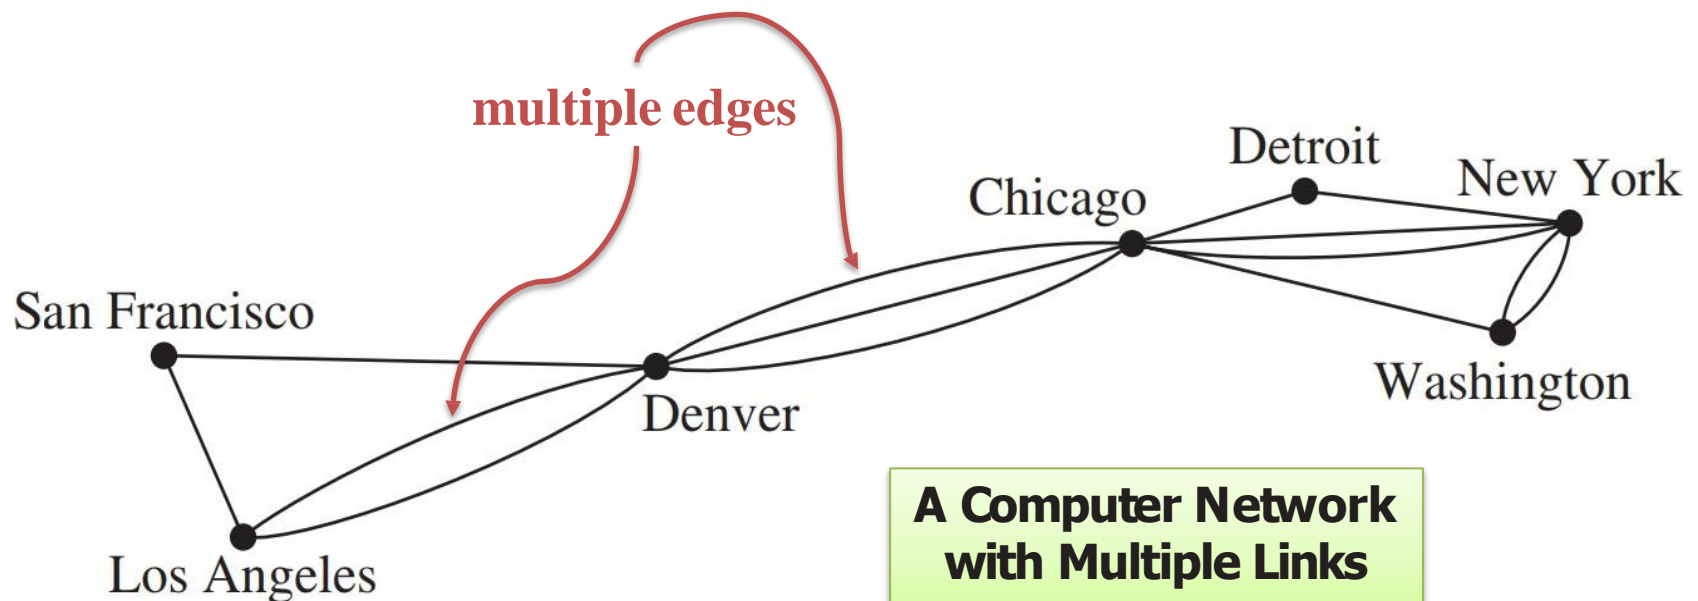 multiple edges
Detroit
New York
Chicago
San Francisco
Washington
Denver
A Computer Network
with Multiple Links
Los Angeles